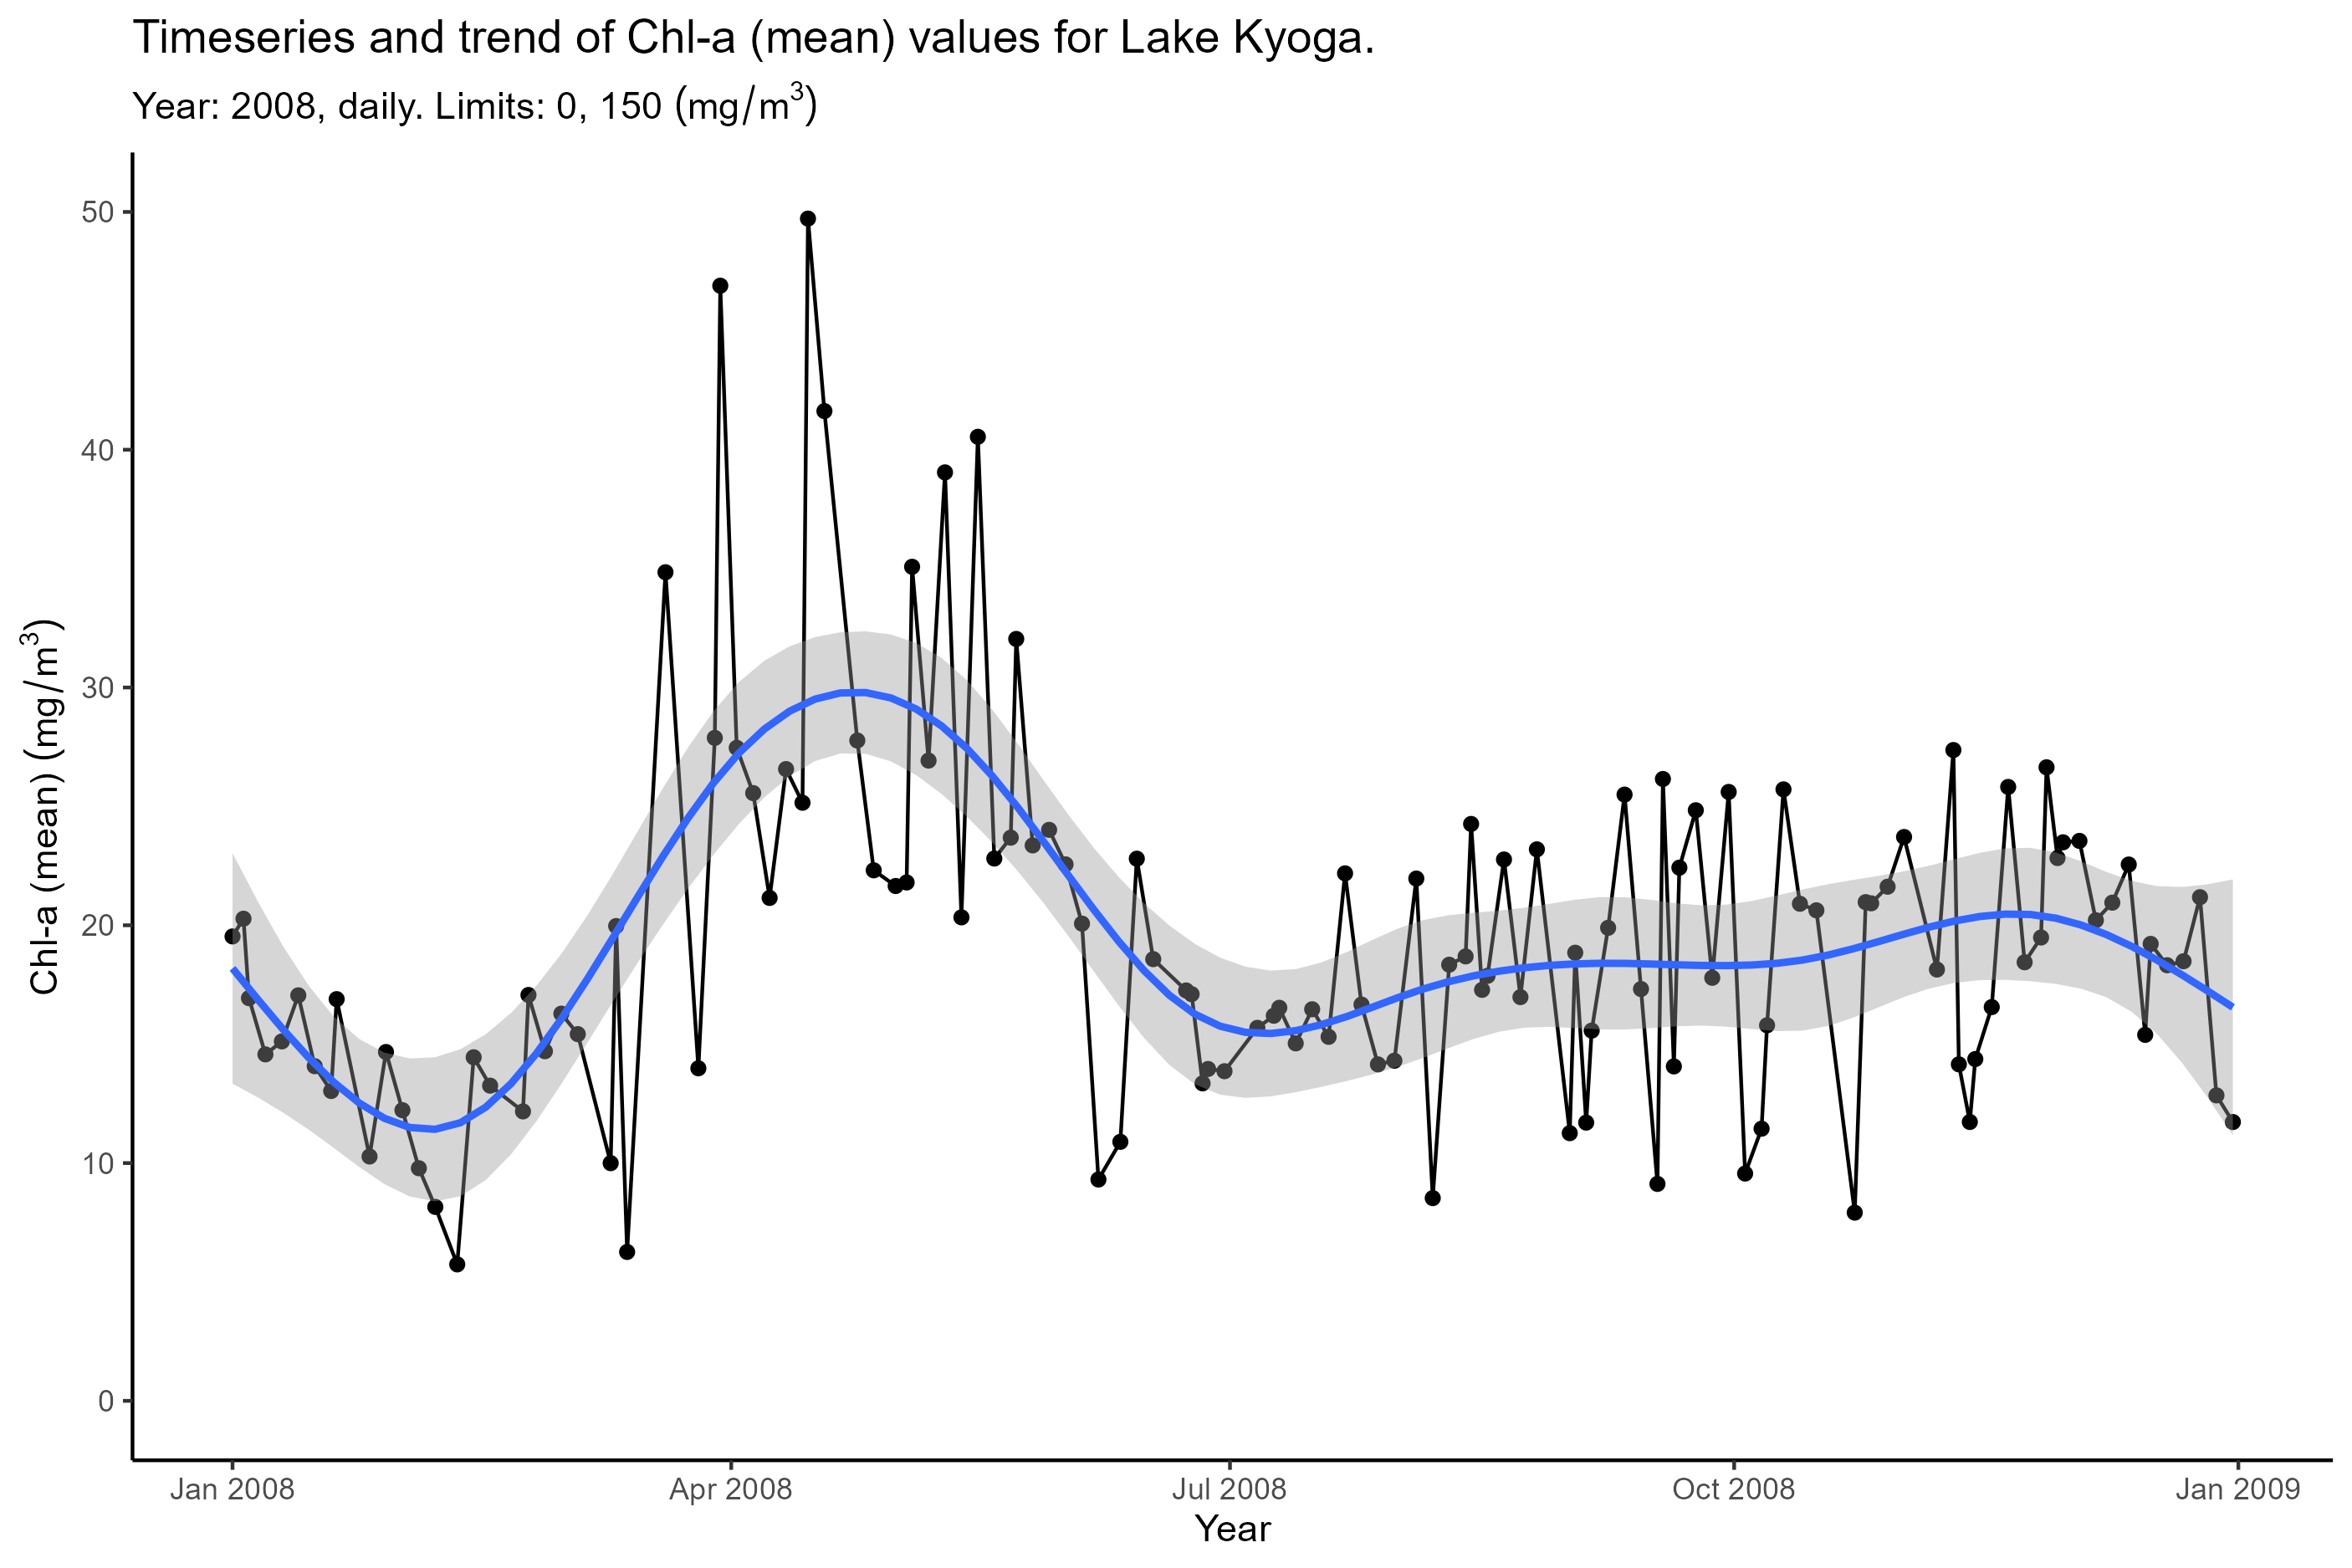 Timeseries and trend of Chl-a (mean) values for Lake Kyoga.
Year: 2008, daily. Limits: 0, 150 (mg/m³)
50
40
30
20
10
0
Chl-a (mean) (mg/m³)
Jan 2008
Apr 2008
Jul 2008
Oct 2008
Jan 2009
Year